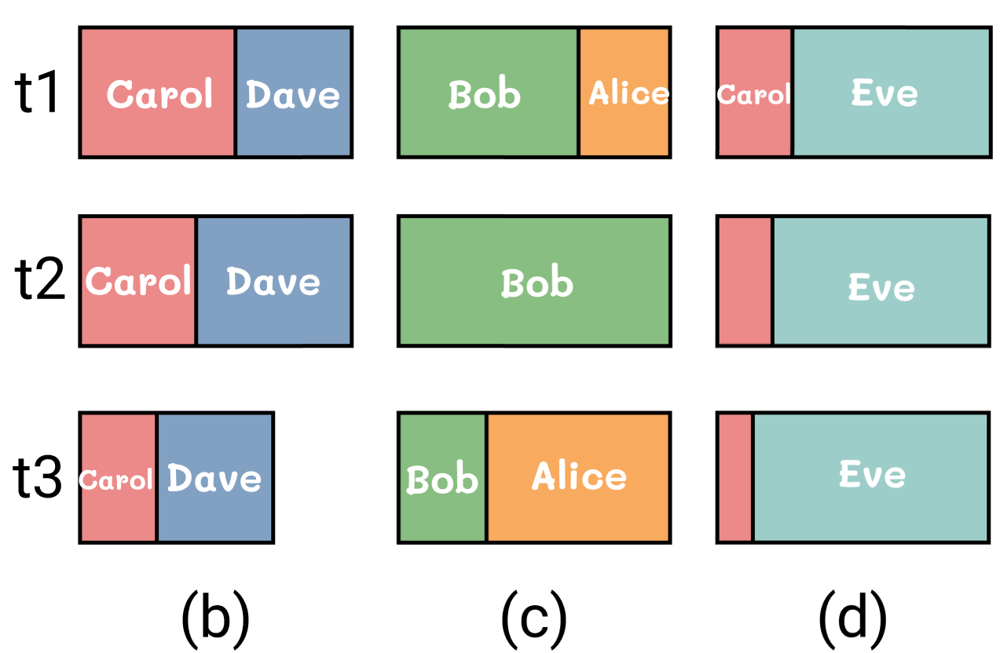 t1 Carol Dave Bob Alice Carol Eve
t2 Carol Dave Bob Eve
t3 Carol Dave Bob Alice Eve
(b) (c) (d)